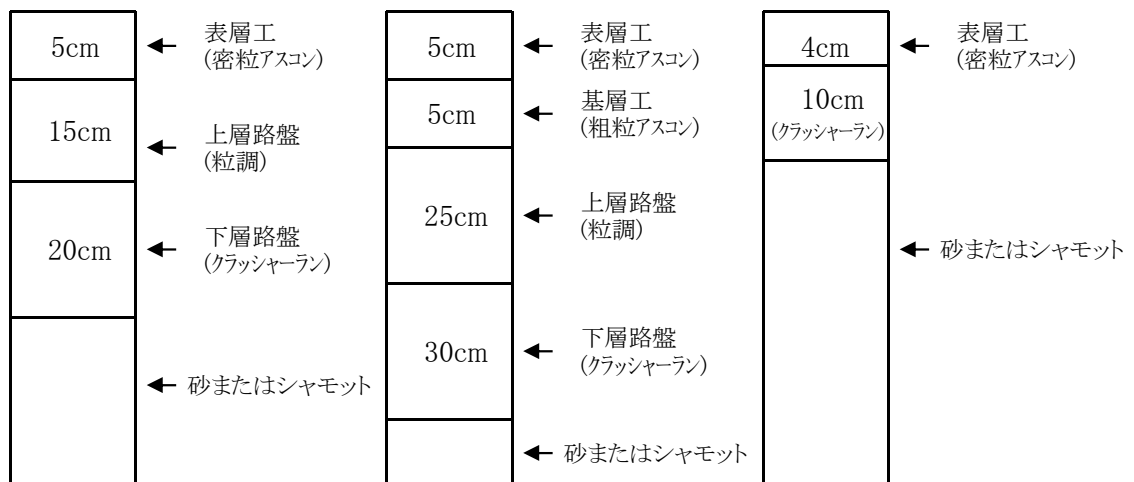 5cm
表層工
(密粒アスコン)
15cm
上層路盤
(粒調)
20cm
下層路盤
(クラッシャーラン)
砂またはシャモット
5cm
表層工
(密粒アスコン)
5cm
基層工
(粗粒アスコン)
25cm
上層路盤
(粒調)
30cm
下層路盤
(クラッシャーラン)
砂またはシャモット
4cm
表層工
(密粒アスコン)
10cm
(クラッシャーラン)
砂またはシャモット